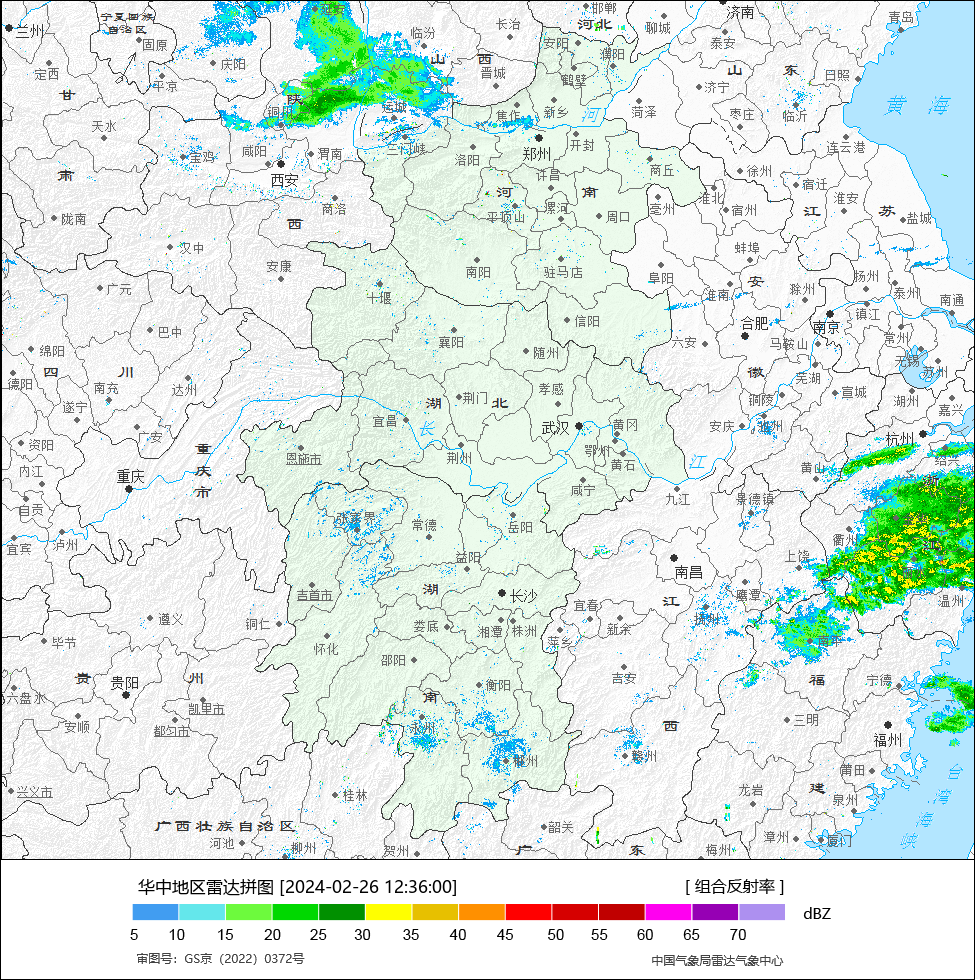 宁夏回族
自治区
兰州
固原
定西
庆阳
平凉
甘
天水
肃
陇南
宝鸡
咸阳
西安
渭南
陕
西
商洛
汉中
安康
延安
临汾
长治
山
西
晋城
运城
三门峡
邯郸
河北
聊城
济南
泰安
青岛
安阳
濮阳
鹤壁
焦作
新乡
河
菏泽
济宁
山
东
日照
枣庄
临沂
黄
海
连云港
洛阳
郑州
开封
商丘
徐州
宿迁
淮安
江
苏
盐城
河
南
许昌
平顶山
漯河
周口
亳州
淮北
宿州
南阳
驻马店
阜阳
蚌埠
安
滁州
扬州
泰州
南通
淮南
十堰
信阳
镇江
南京
合肥
六安
马鞍山
常州
无锡
苏州
襄阳
随州
徽
芜湖
宣城
湖州
嘉兴
铜陵
池州
安庆
杭州
黄山
绍兴
浙
广元
巴中
绵阳
德阳
四
川
南充
达州
遂宁
广安
资阳
内江
自贡
宜宾
泸州
重
庆
市
重庆
湖
北
荆门
孝感
宜昌
长
武汉
黄冈
鄂州
黄石
荆州
江
咸宁
九江
恩施市
张家界
常德
岳阳
益阳
湖
吉首市
长沙
南昌
景德镇
衢州
上饶
鹰潭
抚州
温州
遵义
铜仁
怀化
娄底
湘潭
株洲
宜春
新余
萍乡
江
毕节
贵
州
贵阳
六盘水
安顺
凯里市
都匀市
兴义市
邵阳
南
衡阳
永州
郴州
吉安
西
赣州
南平
福
宁德
三明
福州
莆田
龙岩
建
泉州
漳州
厦门
台
湾
海
峡
桂林
广西壮族自治区
河池
柳州
贺州
韶关
广
东
梅州
华中地区雷达拼图 [2024-02-26 12:36:00]
[ 组合反射率 ]
dBZ
5 10 15 20 25 30 35 40 45 50 55 60 65 70
审图号：GS京（2022）0372号
中国气象局雷达气象中心